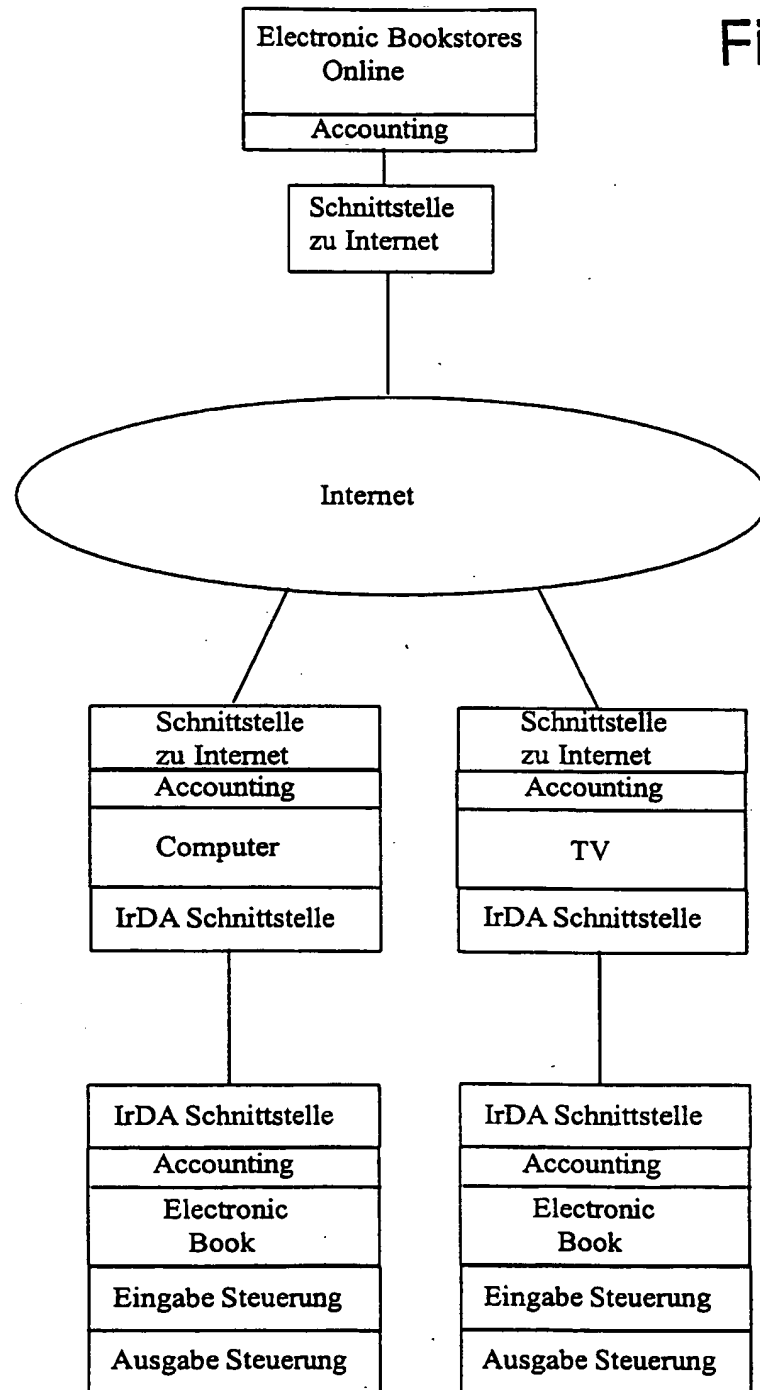 Electronic Bookstores
Online
Fi
Accounting
Schnittstelle
zu Internet
Internet
Schnittstelle
zu Internet
Accounting
Computer
IrDA Schnittstelle
Schnittstelle
zu Internet
Accounting
TV
IrDA Schnittstelle
IrDA Schnittstelle
Accounting
Electronic
Book
Eingabe Steuerung
Ausgabe Steuerung
IrDA Schnittstelle
Accounting
Electronic
Book
Eingabe Steuerung
Ausgabe Steuerung